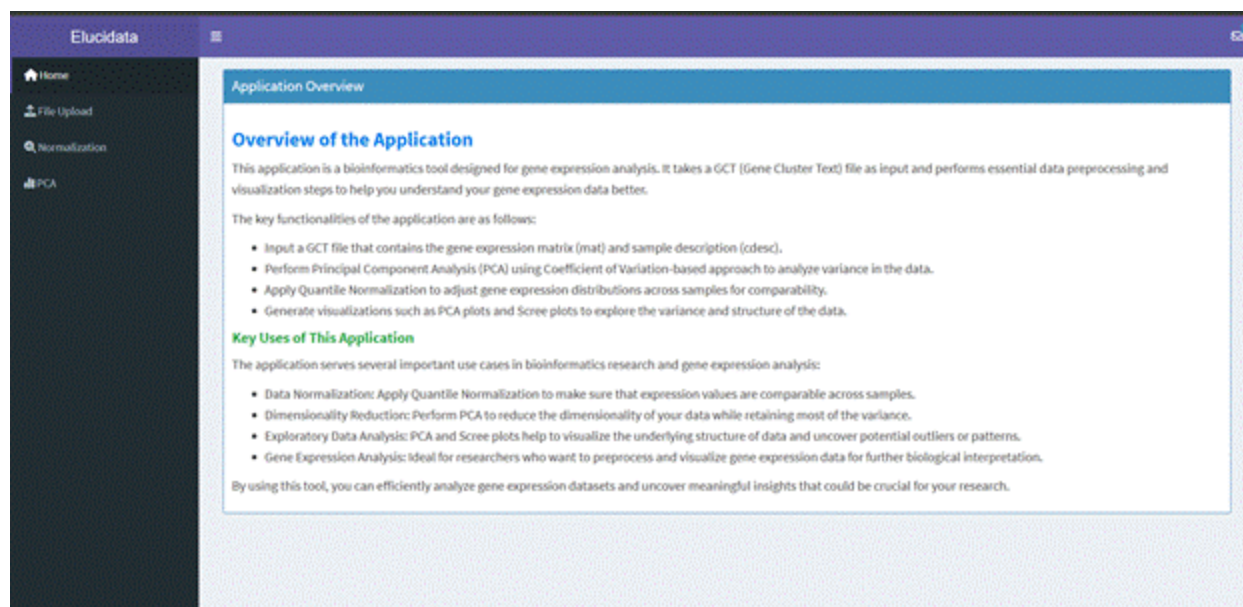 Elucidata
Home
File Upload
Normalization
PCA
Application Overview
Overview of the Application
This application is a bioinformatics tool designed for gene expression analysis. It takes a GCT (Gene Cluster Text) file as input and performs essential data preprocessing and
visualization steps to help you understand your gene expression data better.
The key functionalities of the application are as follows:
• Input a GCT file that contains the gene expression matrix (mat) and sample description (cdesc).
• Perform Principal Component Analysis (PCA) using Coefficient of Variation-based approach to analyze variance in the data.
• Apply Quantile Normalization to adjust gene expression distributions across samples for comparability.
• Generate visualizations such as PCA plots and Scree plots to explore the variance and structure of the data.
Key Uses of This Application
The application serves several important use cases in bioinformatics research and gene expression analysis:
• Data Normalization: Apply Quantile Normalization to make sure that expression values are comparable across samples.
• Dimensionality Reduction: Perform PCA to reduce the dimensionality of your data while retaining most of the variance.
• Exploratory Data Analysis: PCA and Scree plots help to visualize the underlying structure of data and uncover potential outliers or patterns.
• Gene Expression Analysis: Ideal for researchers who want to preprocess and visualize gene expression data for further biological interpretation.
By using this tool, you can efficiently analyze gene expression datasets and uncover meaningful insights that could be crucial for your research.